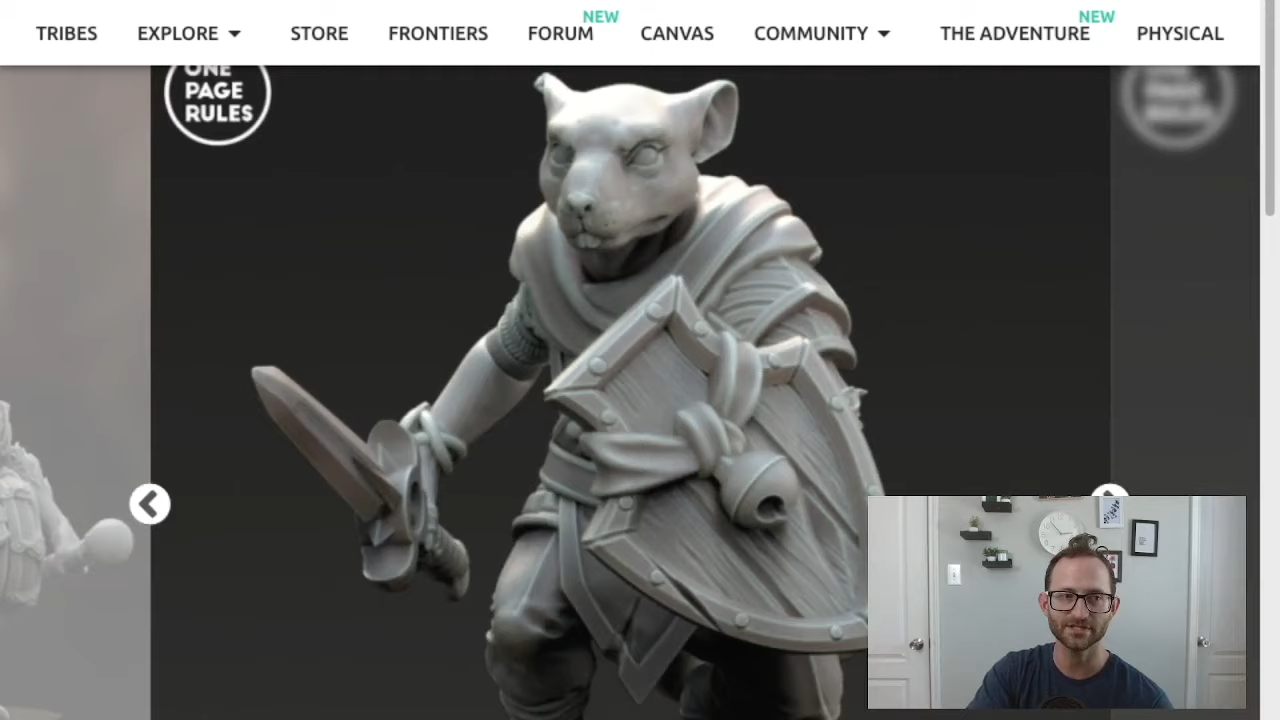 NEW
NEW
TRIBES EXPLORE STORE FRONTIERS FORUM CANVAS COMMUNITY THE ADVENTURE PHYSICAL
ONE
PAGE
RULES